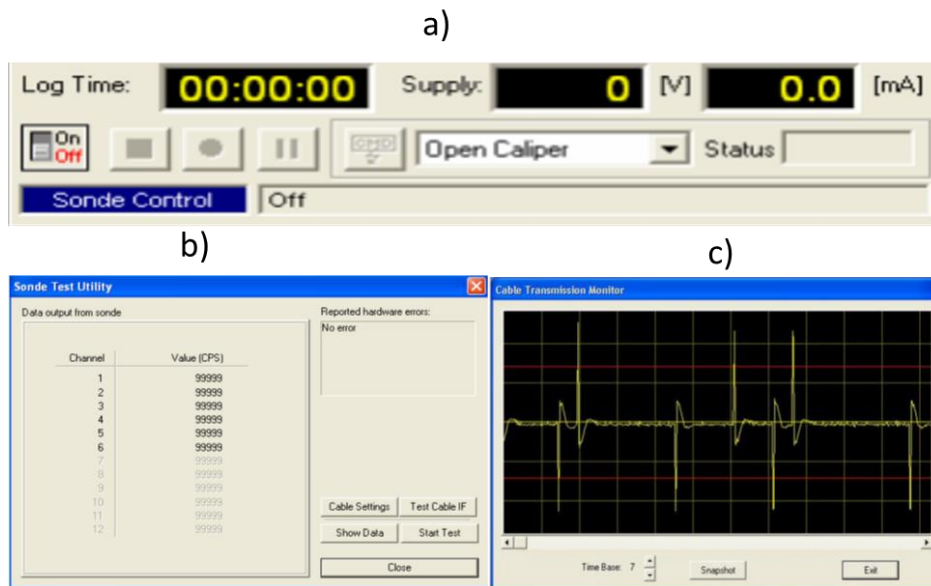 a)
Log Time: 00:00:00 Supply: 0 [V] 0.0 [mA]
On
Off
CMD Open Caliper Status
Sonde Control Off
b)
c)
Sonde Test Utility
Data output from sonde
Reported hardware errors:
No error
Channel Value (CPS)
1 99999
2 99999
3 99999
4 99999
5 99999
6 99999
7 99999
8 99999
9 99999
10 99999
11 99999
12 99999
Cable Settings Test Cable IF
Show Data Start Test
Close
Cable Transmission Monitor
Time Base: 7 Snapshot Exit